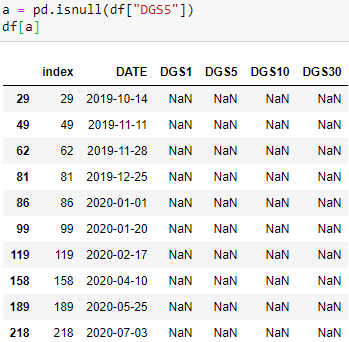 a = pd.isnull(df["DGS5"])
df[a]
index DATE DGS1 DGS5 DGS10 DGS30
29 29 2019-10-14 NaN NaN NaN NaN
49 49 2019-11-11 NaN NaN NaN NaN
62 62 2019-11-28 NaN NaN NaN NaN
81 81 2019-12-25 NaN NaN NaN NaN
86 86 2020-01-01 NaN NaN NaN NaN
99 99 2020-01-20 NaN NaN NaN NaN
119 119 2020-02-17 NaN NaN NaN NaN
158 158 2020-04-10 NaN NaN NaN NaN
189 189 2020-05-25 NaN NaN NaN NaN
218 218 2020-07-03 NaN NaN NaN NaN